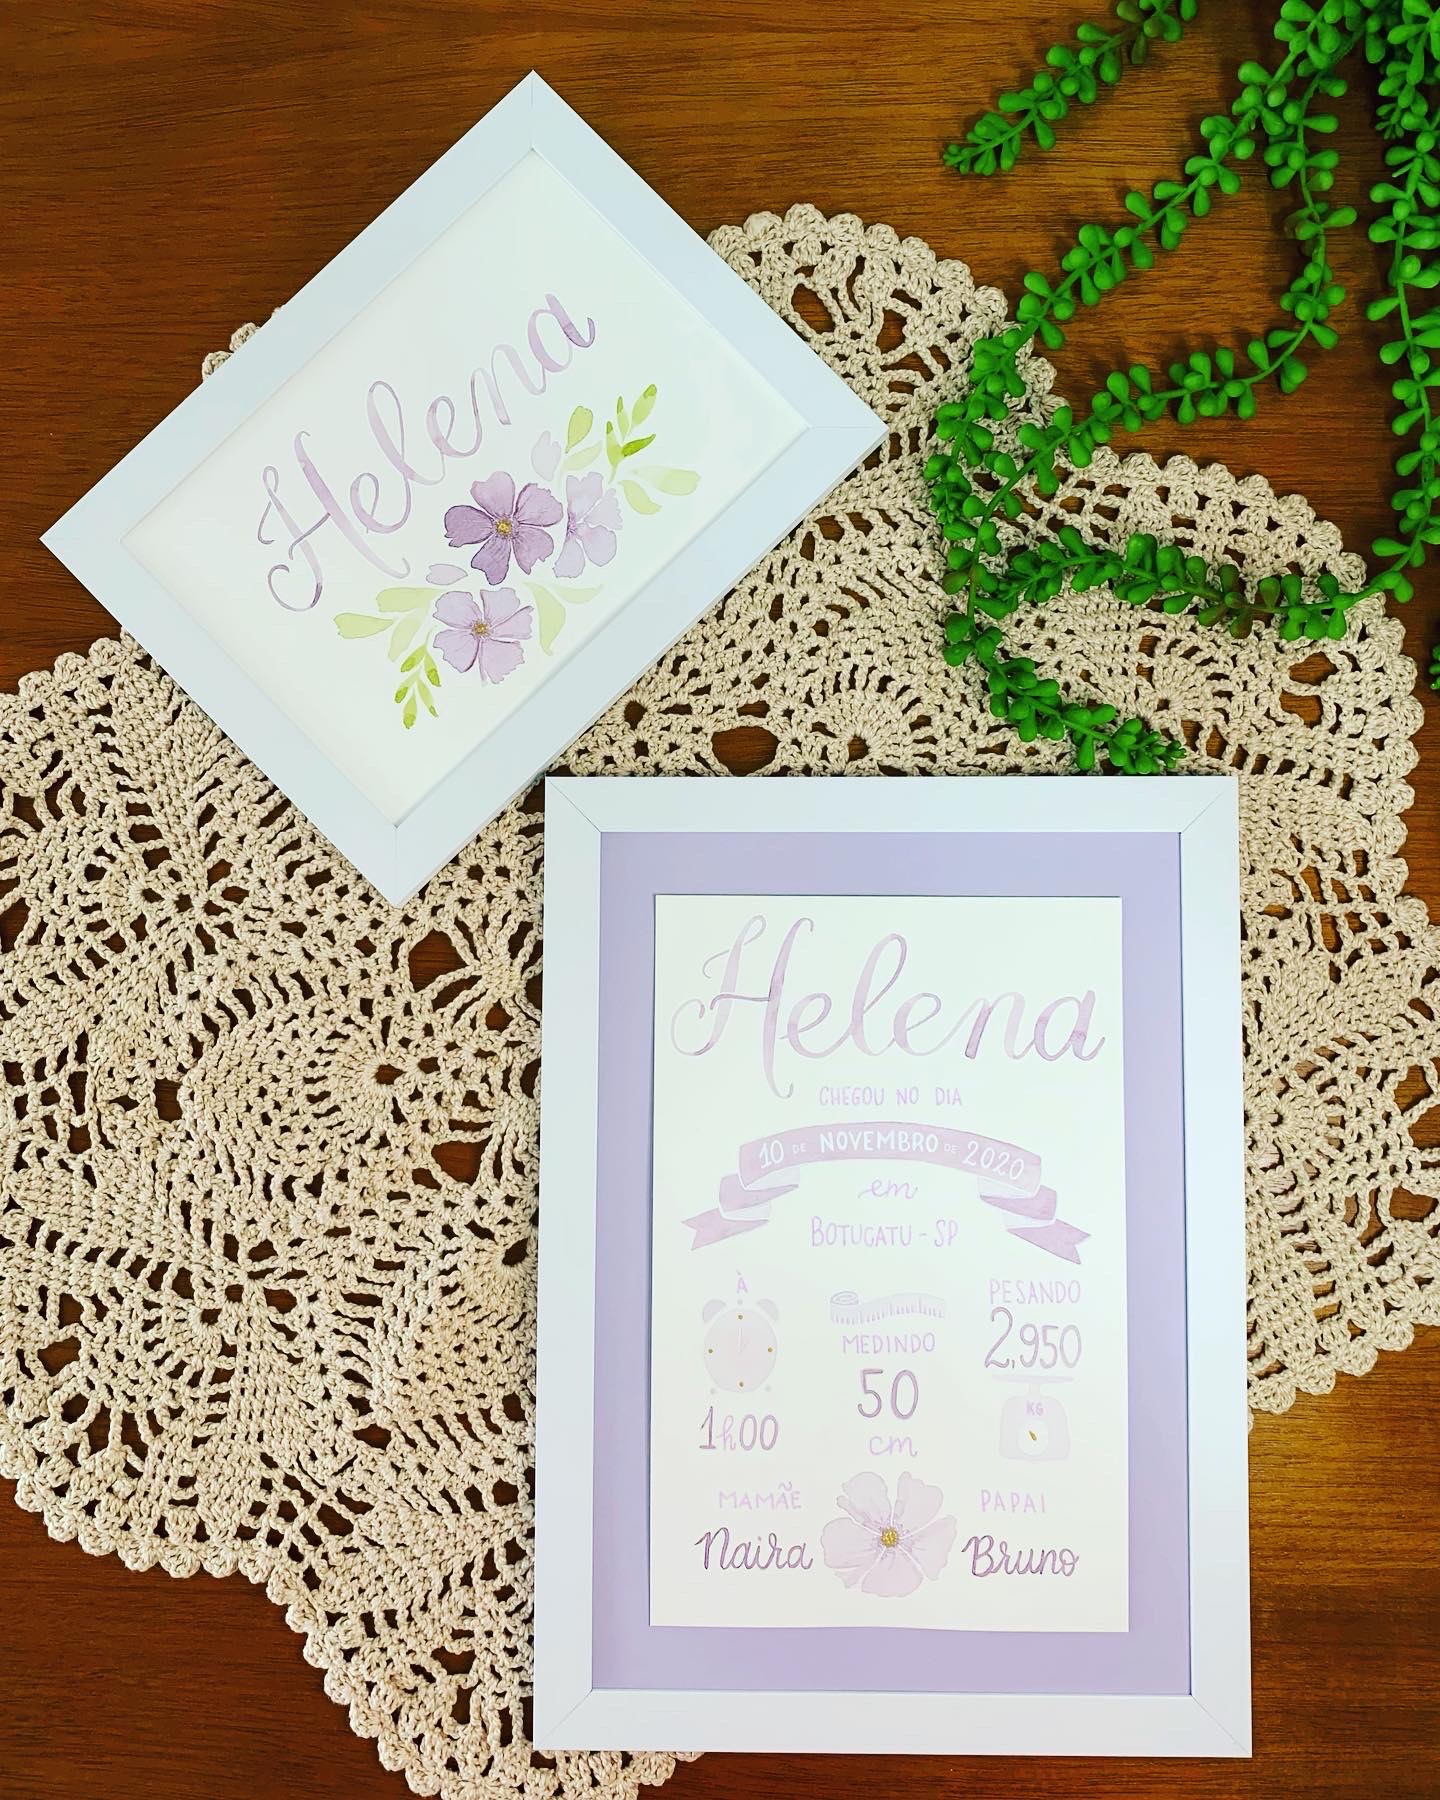 Helena
Helena
CHEGOU NO DIA
10 DE NOVEMBRO DE 2020
em
BOTUCATU - SP
À
1h00
MEDINDO
50
cm
PESANDO
2,950
KG
MAMÃE
Naira
PAPAI
Bruno